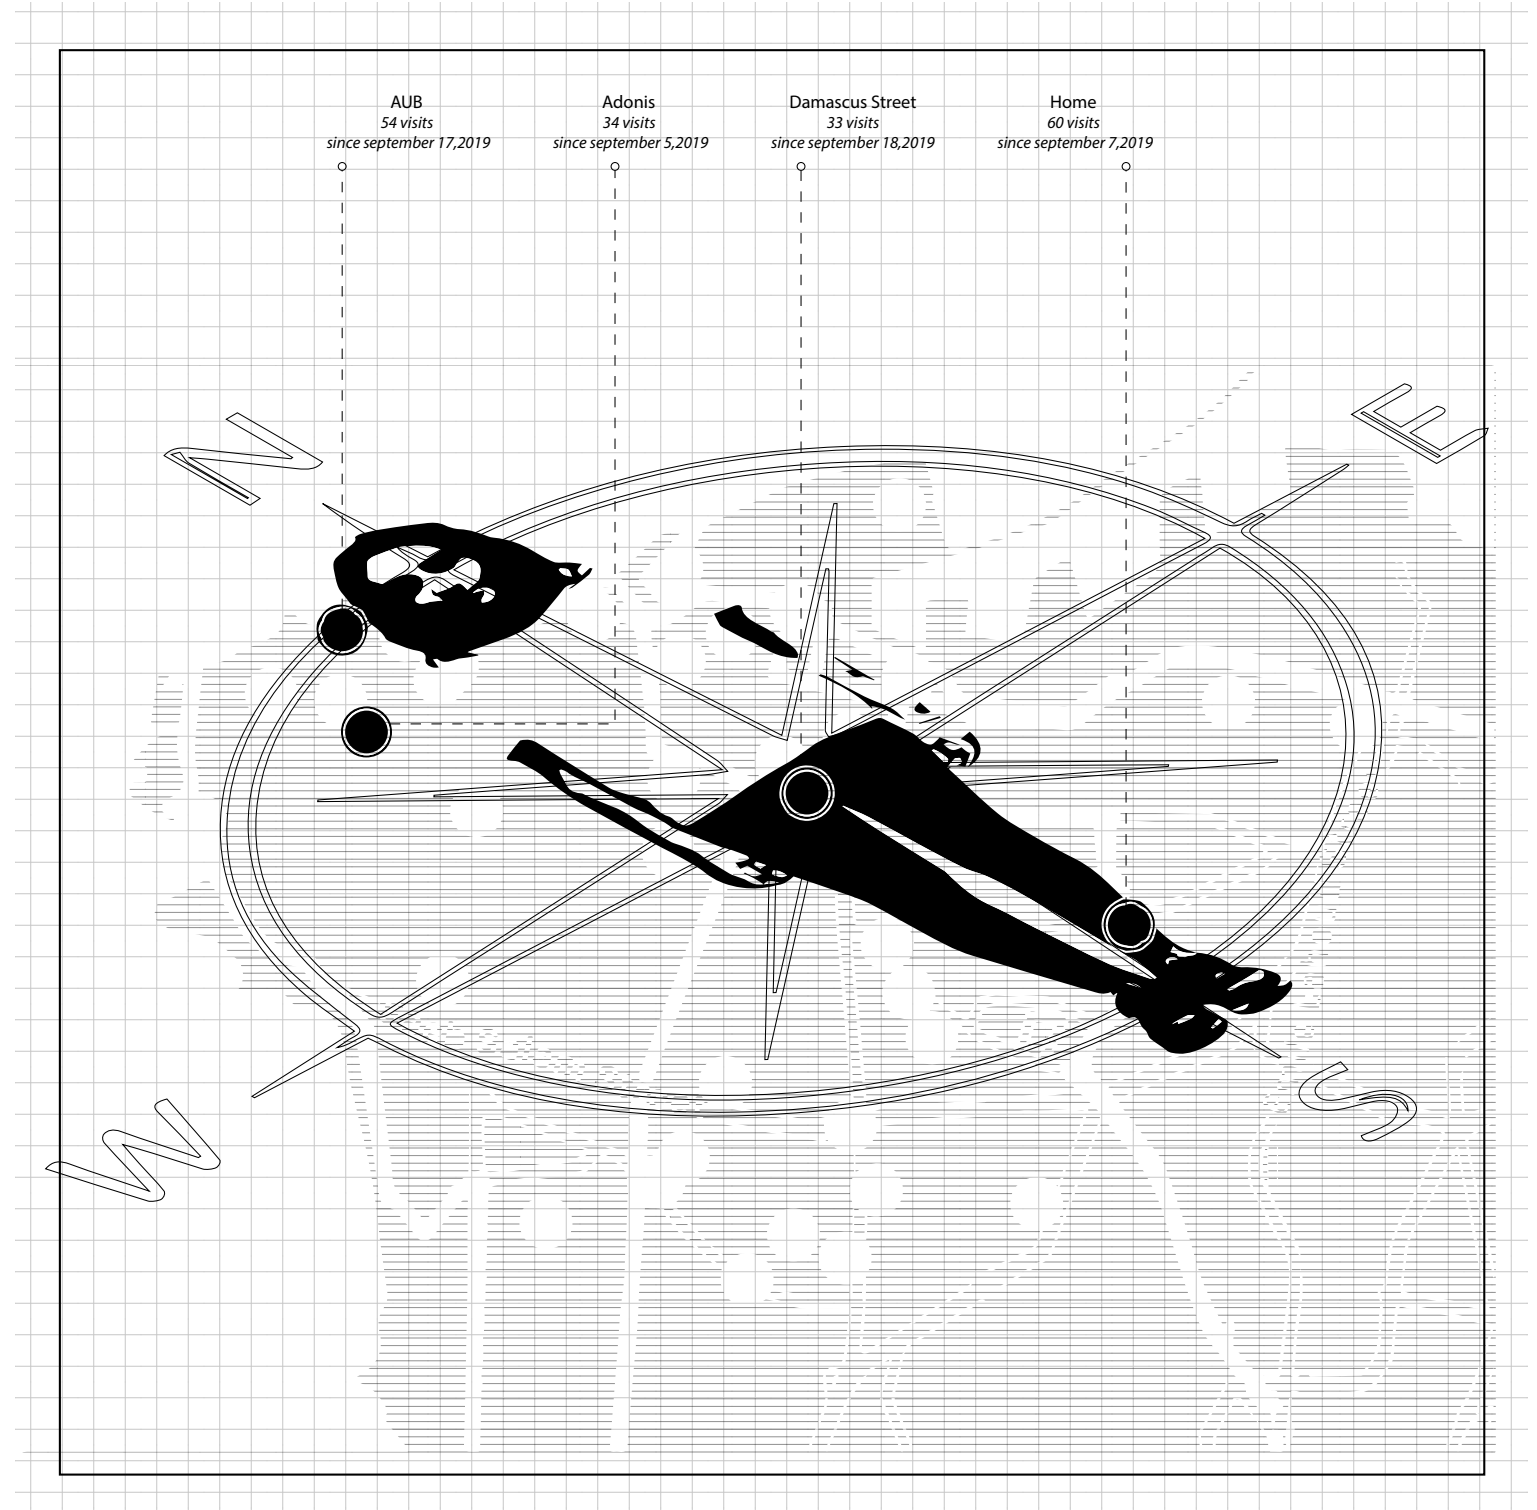 AUB
54 visits
since september 17,2019
Adonis
34 visits
since september 5,2019
Damascus Street
33 visits
since september 18,2019
Home
60 visits
since september 7,2019
N
E
W
S